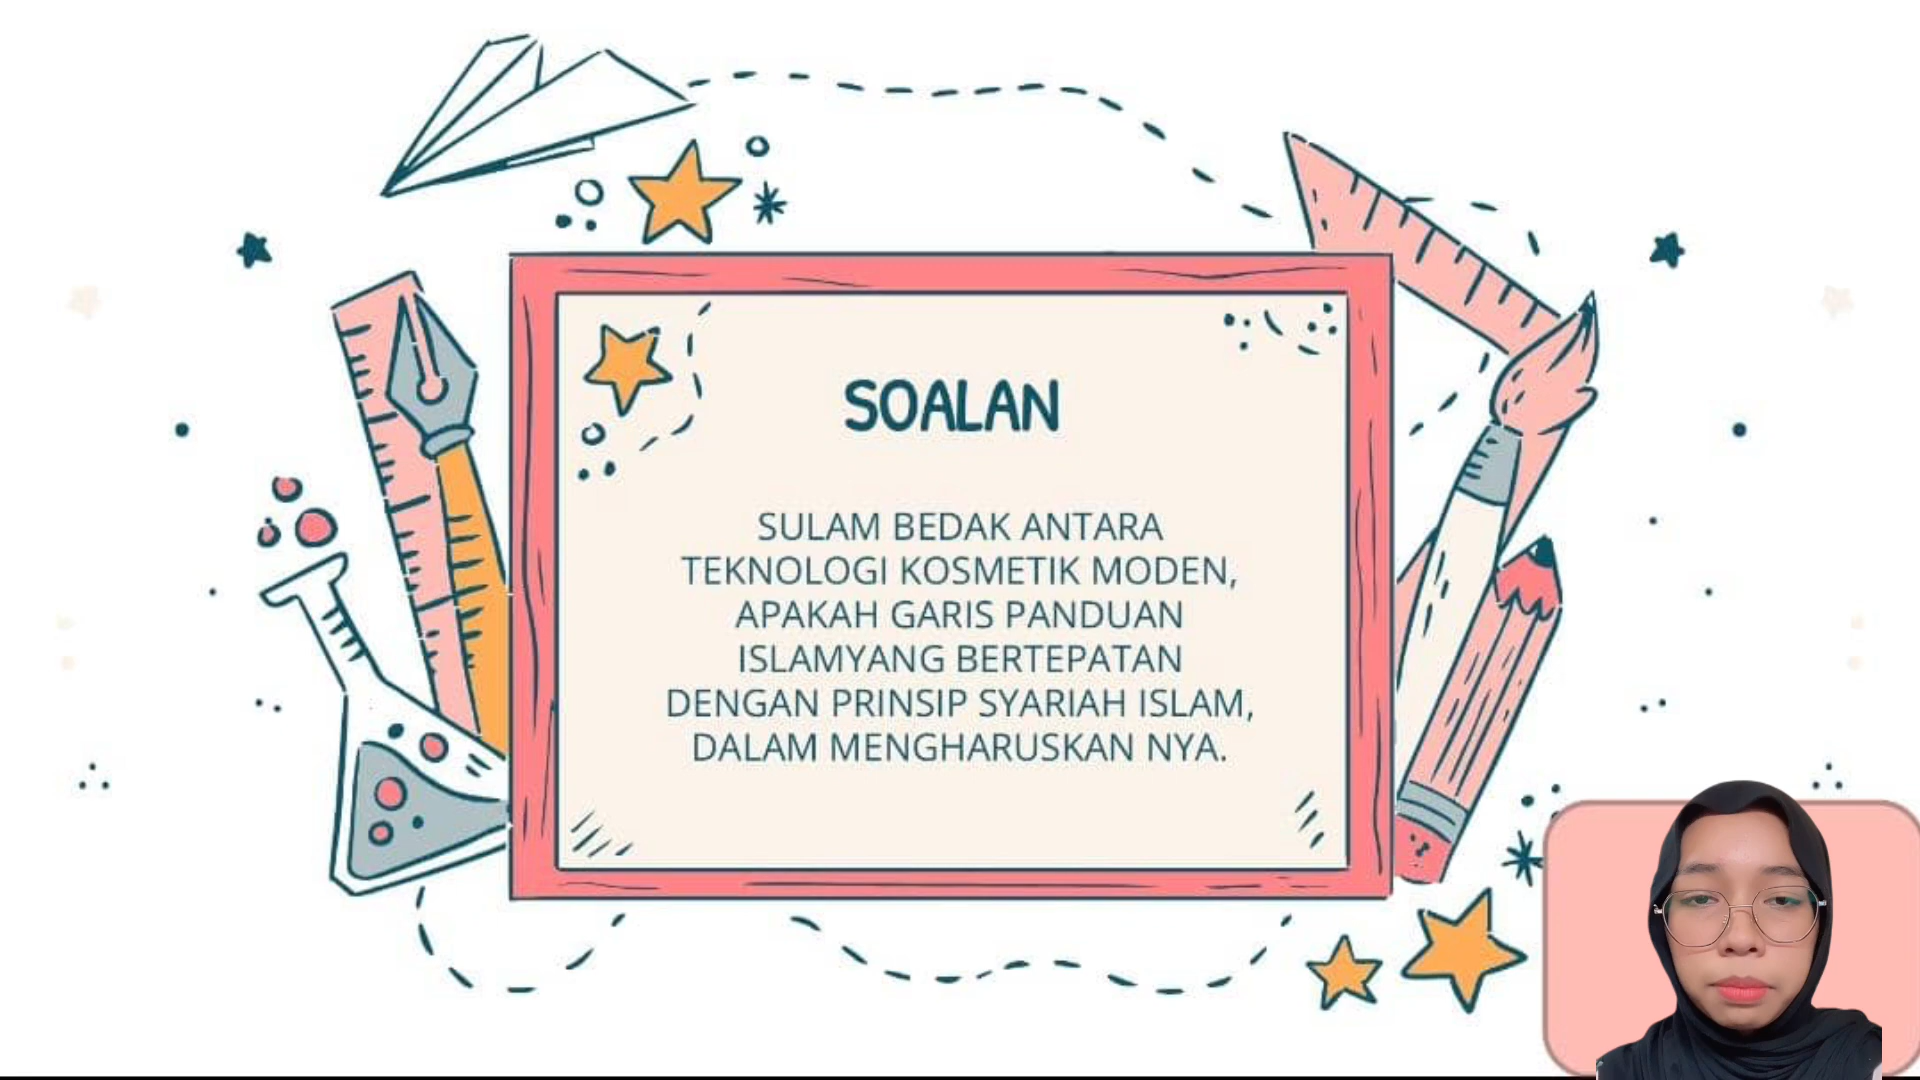 SOALAN
SULAM BEDAK ANTARA
TEKNOLOGI KOSMETIK MODEN,
APAKAH GARIS PANDUAN
ISLAMYANG BERTEPATAN
DENGAN PRINSIP SYARIAH ISLAM,
DALAM MENGHARUSKAN NYA.